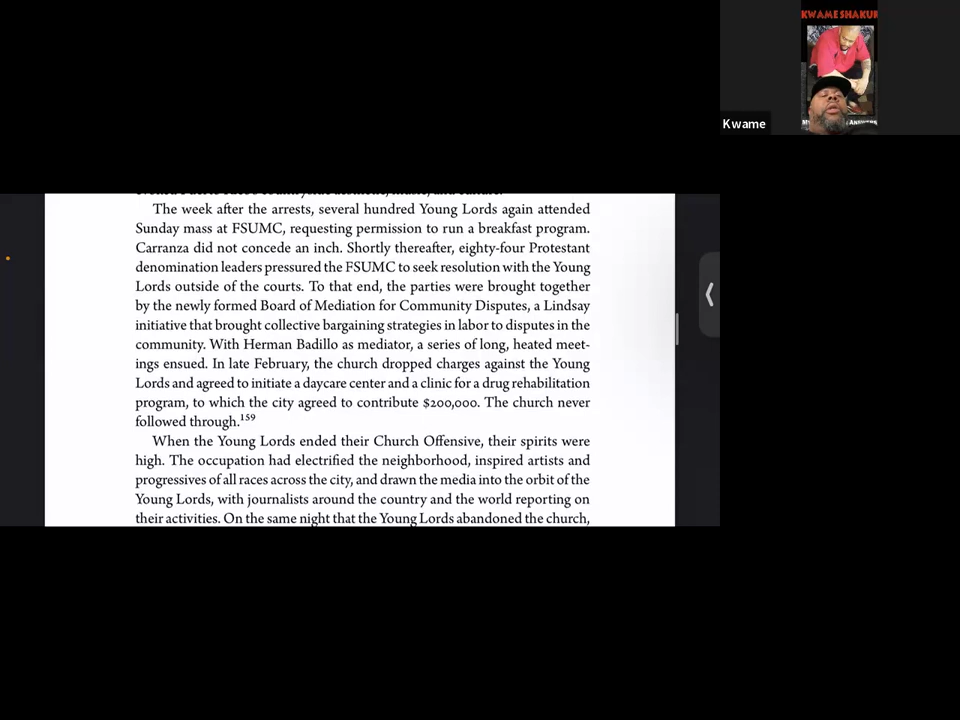 KWAME SHAKUR
Kwame
The week after the arrests, several hundred Young Lords again attended
Sunday mass at FSUMC, requesting permission to run a breakfast program.
Carranza did not concede an inch. Shortly thereafter, eighty-four Protestant
denomination leaders pressured the FSUMC to seek resolution with the Young
Lords outside of the courts. To that end, the parties were brought together
by the newly formed Board of Mediation for Community Disputes, a Lindsay
initiative that brought collective bargaining strategies in labor to disputes in the
community. With Herman Badillo as mediator, a series of long, heated meet-
ings ensued. In late February, the church dropped charges against the Young
Lords and agreed to initiate a daycare center and a clinic for a drug rehabilitation
program, to which the city agreed to contribute $200,000. The church never
followed through.159
When the Young Lords ended their Church Offensive, their spirits were
high. The occupation had electrified the neighborhood, inspired artists and
progressives of all races across the city, and drawn the media into the orbit of the
Young Lords, with journalists around the country and the world reporting on
their activities. On the same night that the Young Lords abandoned the church,